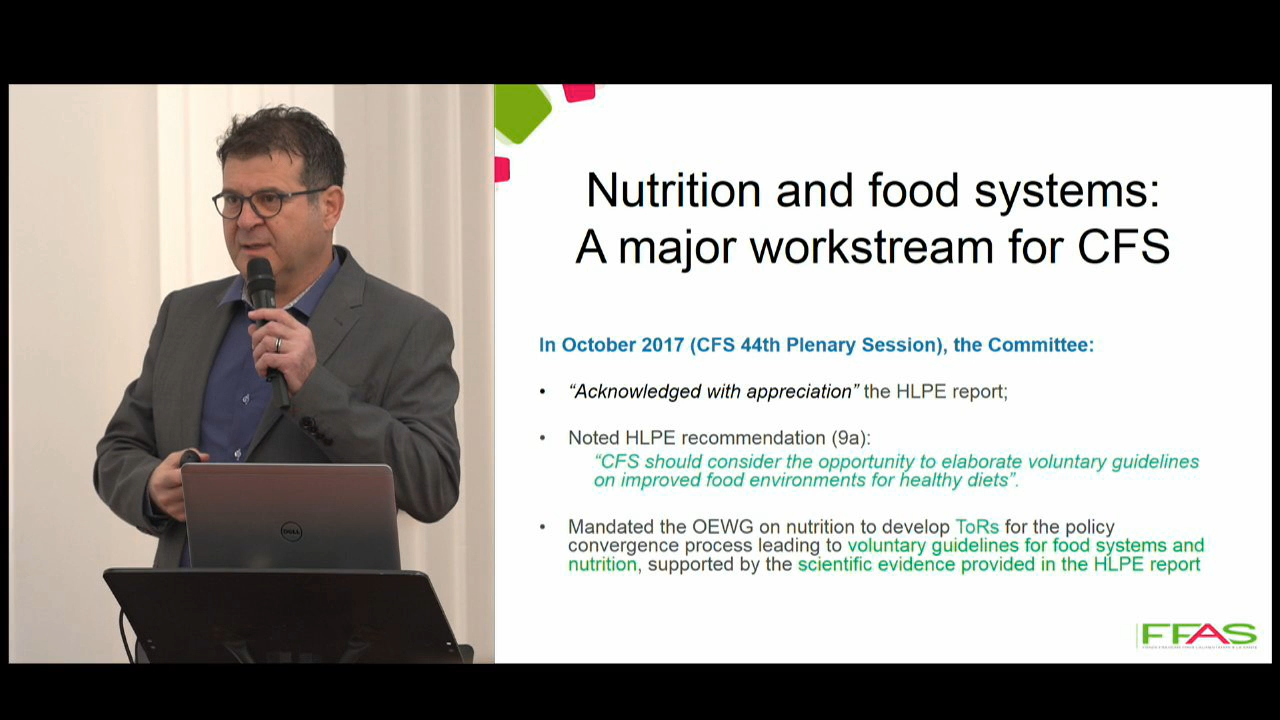 Nutrition and food systems:
A major workstream for CFS
In October 2017 (CFS 44th Plenary Session), the Committee:
• “Acknowledged with appreciation” the HLPE report;
• Noted HLPE recommendation (9a):
“CFS should consider the opportunity to elaborate voluntary guidelines
on improved food environments for healthy diets”.
• Mandated the OEWG on nutrition to develop ToRs for the policy
convergence process leading to voluntary guidelines for food systems and
nutrition, supported by the scientific evidence provided in the HLPE report
DELL
FFAS